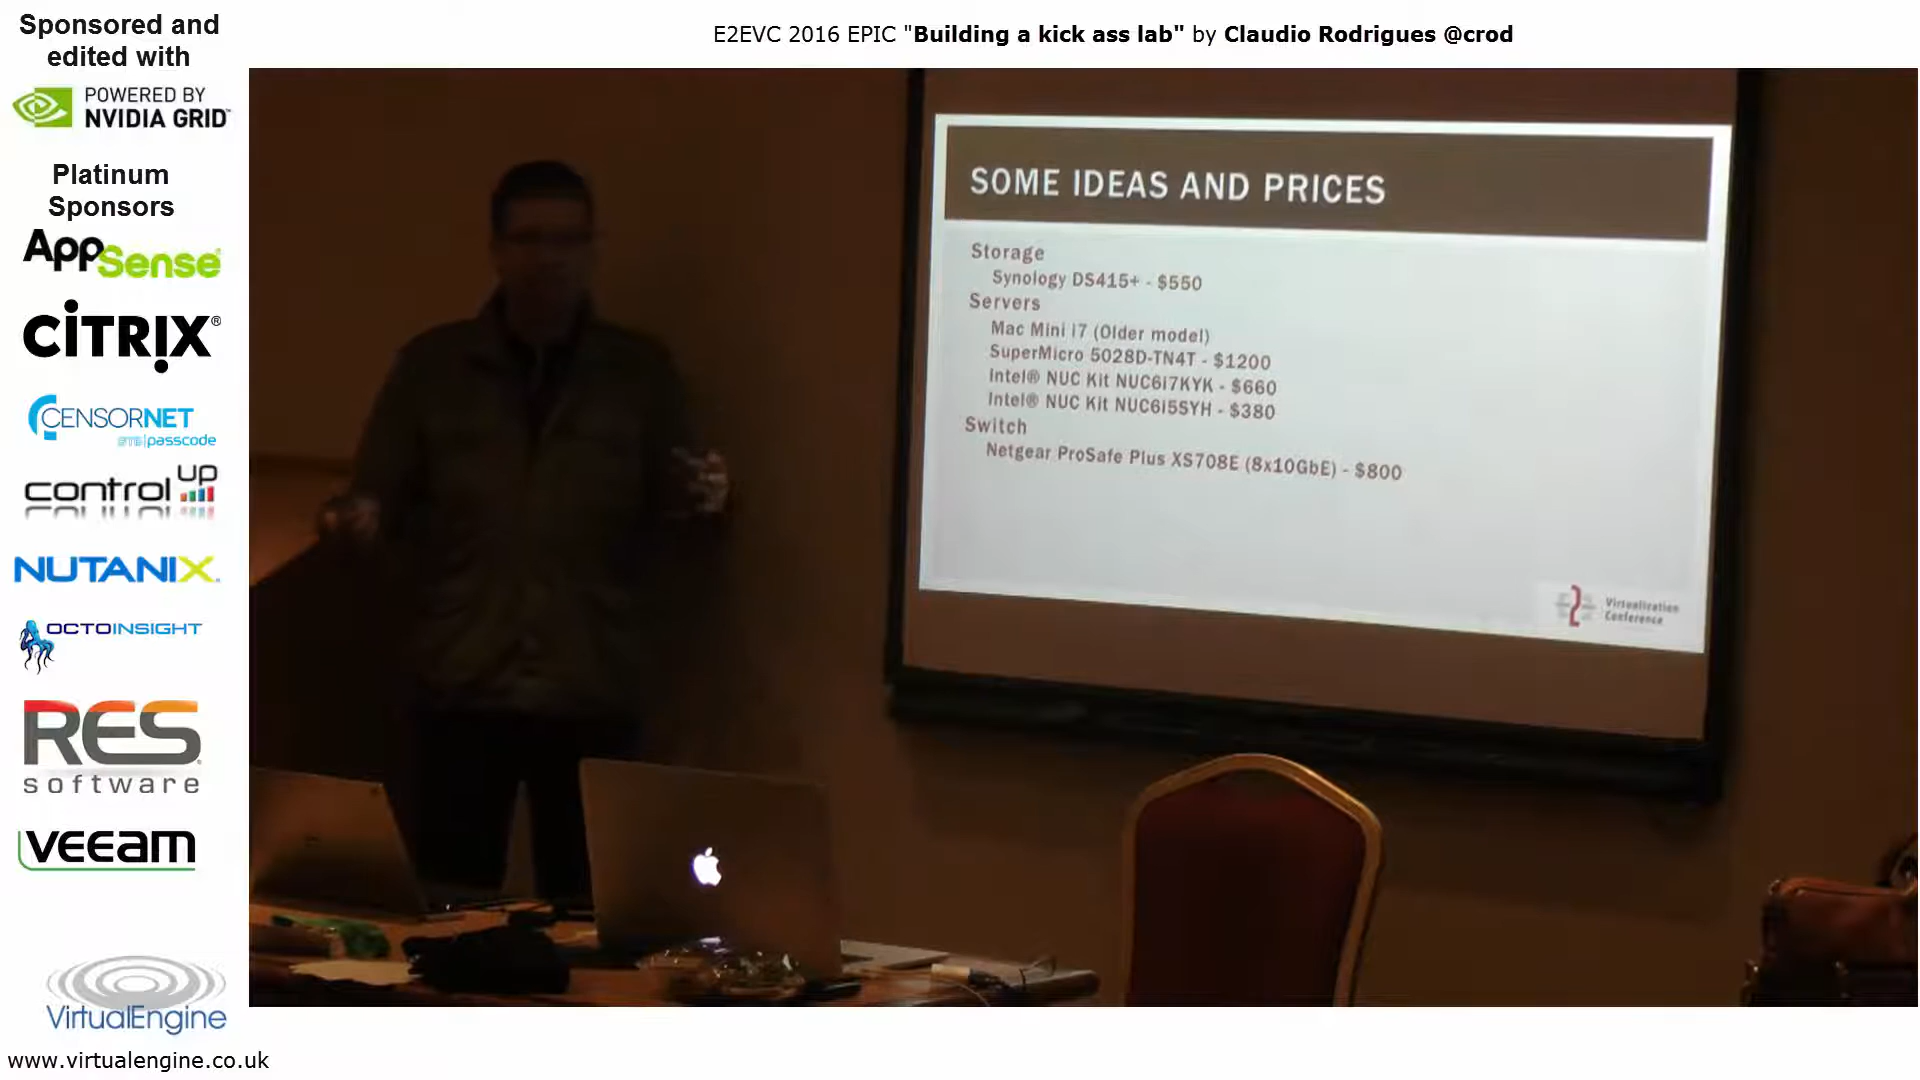 E2EVC 2016 EPIC "Building a kick ass lab" by Claudio Rodrigues @crod
Sponsored and
edited with
POWERED BY
NVIDIA GRID™
Platinum
Sponsors
AppSense®
CİTRIX®
CENSORNET
passcode
control UP
NUTANIX.
OCTOINSIGHT
RES
software
veeam
VirtualEngine
www.virtualengine.co.uk
SOME IDEAS AND PRICES
Storage
Synology DS415+ - $550
Servers
Mac Mini i7 (Older model)
SuperMicro 5028D-TN4T - $1200
Intel® NUC Kit NUC6i7KYK - $660
Intel® NUC Kit NUC6i5SYH - $380
Switch
Netgear ProSafe Plus XS708E (8x10GbE) - $800
Virtualization
Conference